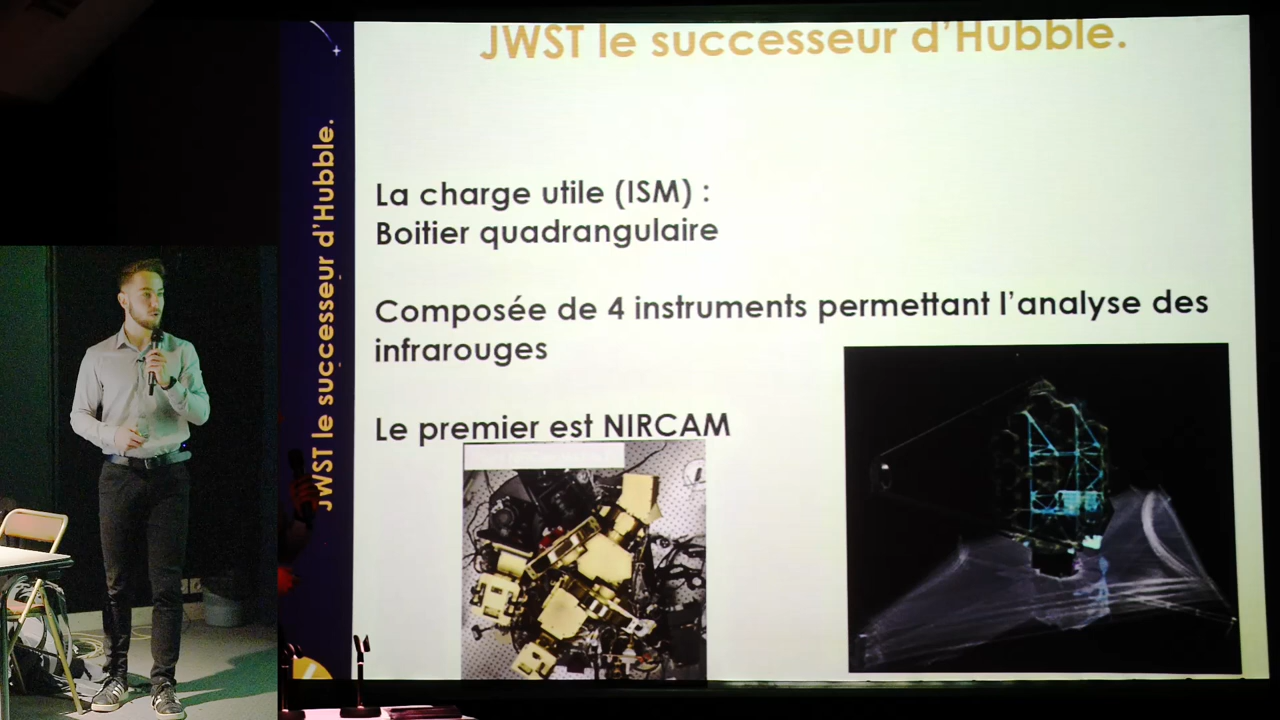 JWST le successeur d'Hubble.
JWST le successeur d'Hubble.
La charge utile (ISM) :
Boitier quadrangulaire
Composée de 4 instruments permettant l'analyse des
infrarouges
Le premier est NIRCAM